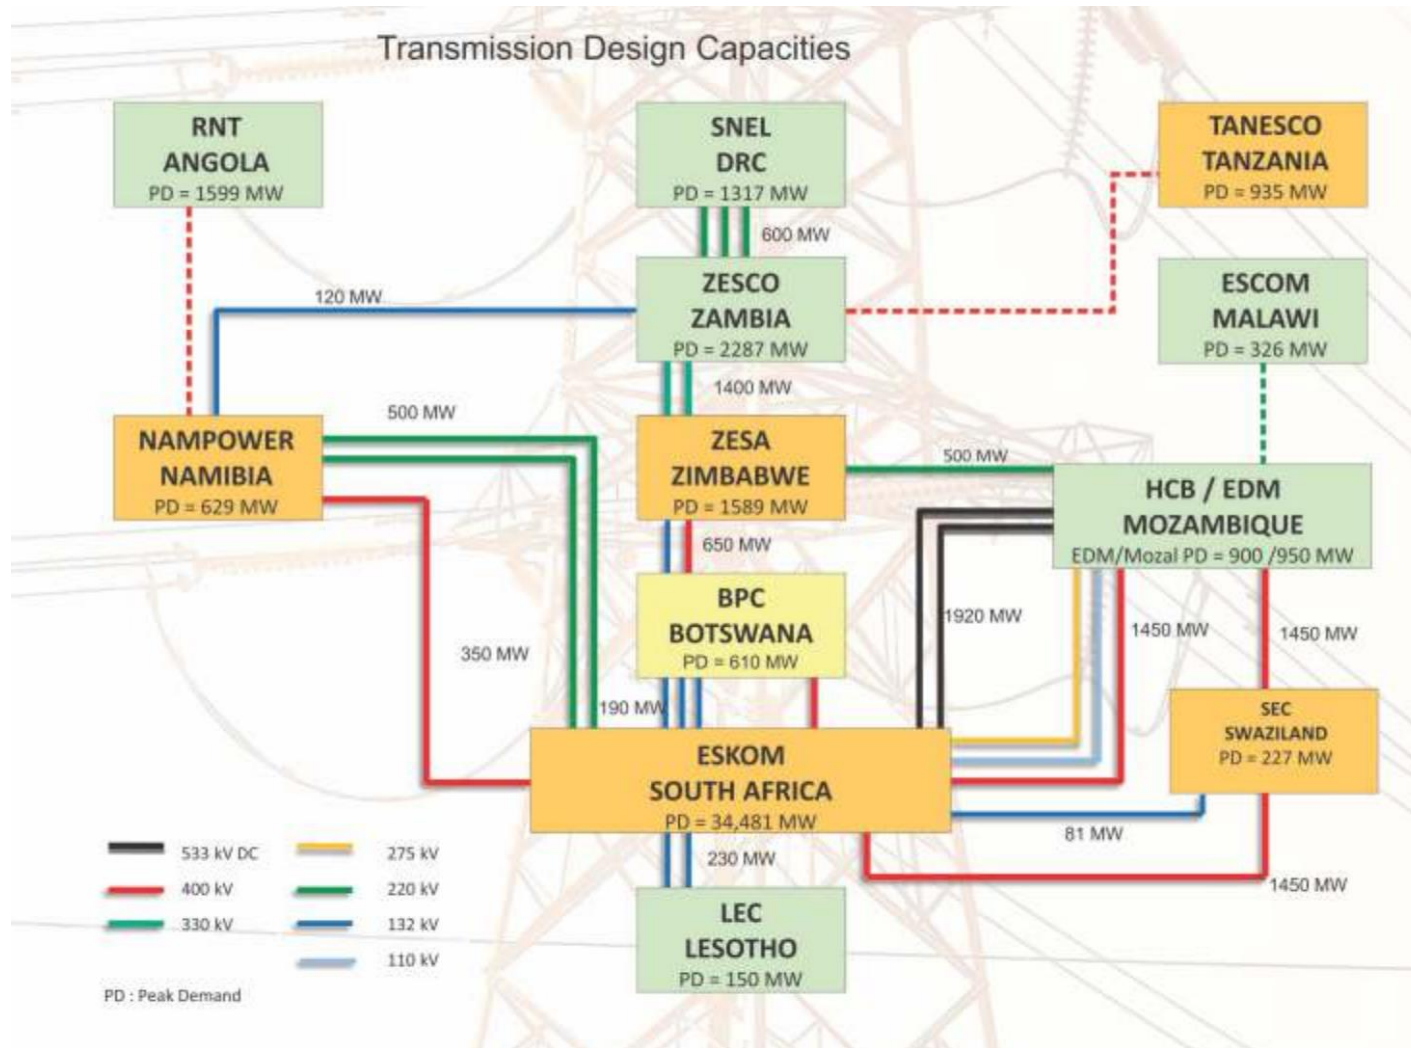 Transmission Design Capacities
RNT
ANGOLA
PD = 1599 MW
SNEL
DRC
PD = 1317 MW
TANESCO
TANZANIA
PD = 935 MW
600 MW
ZESCO
ZAMBIA
PD = 2287 MW
ESCOM
MALAWI
PD = 326 MW
120 MW
1400 MW
500 MW
NAMPOWER
NAMIBIA
PD = 629 MW
ZESA
ZIMBABWE
PD = 1589 MW
500 MW
HCB / EDM
MOZAMBIQUE
EDM/Mozal PD = 900 /950 MW
650 MW
BPC
BOTSWANA
PD = 610 MW
1920 MW
1450 MW
1450 MW
350 MW
190 MW
SEC
SWAZILAND
PD = 227 MW
ESKOM
SOUTH AFRICA
PD = 34,481 MW
81 MW
230 MW
1450 MW
LEC
LESOTHO
PD = 150 MW
533 kV DC
400 kV
330 kV
275 kV
220 kV
132 kV
110 kV
PD : Peak Demand